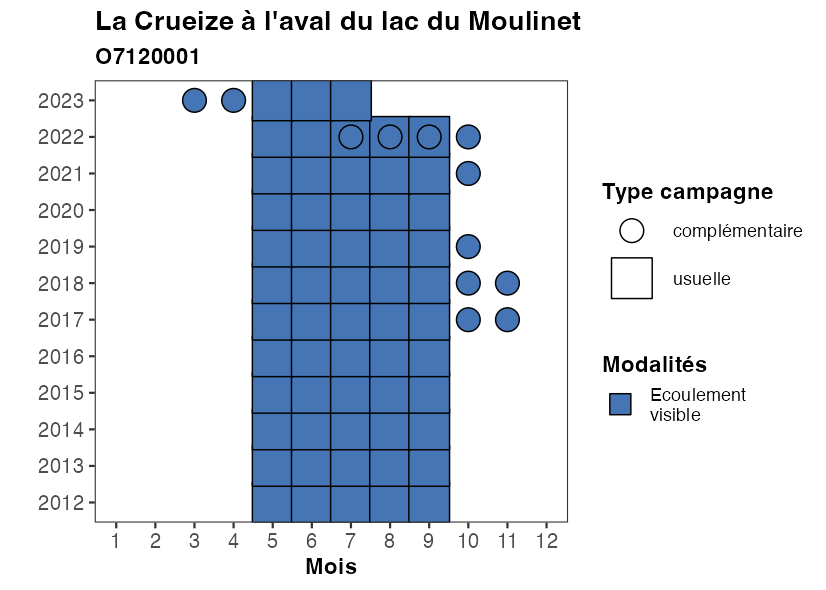 La Crueize à l'aval du lac du Moulinet
O7120001
2023
2022
2021
2020
2019
2018
2017
2016
2015
2014
2013
2012
1 2 3 4 5 6 7 8 9 10 11 12
Mois
Type campagne
complémentaire
usuelle
Modalités
Ecoulement
visible